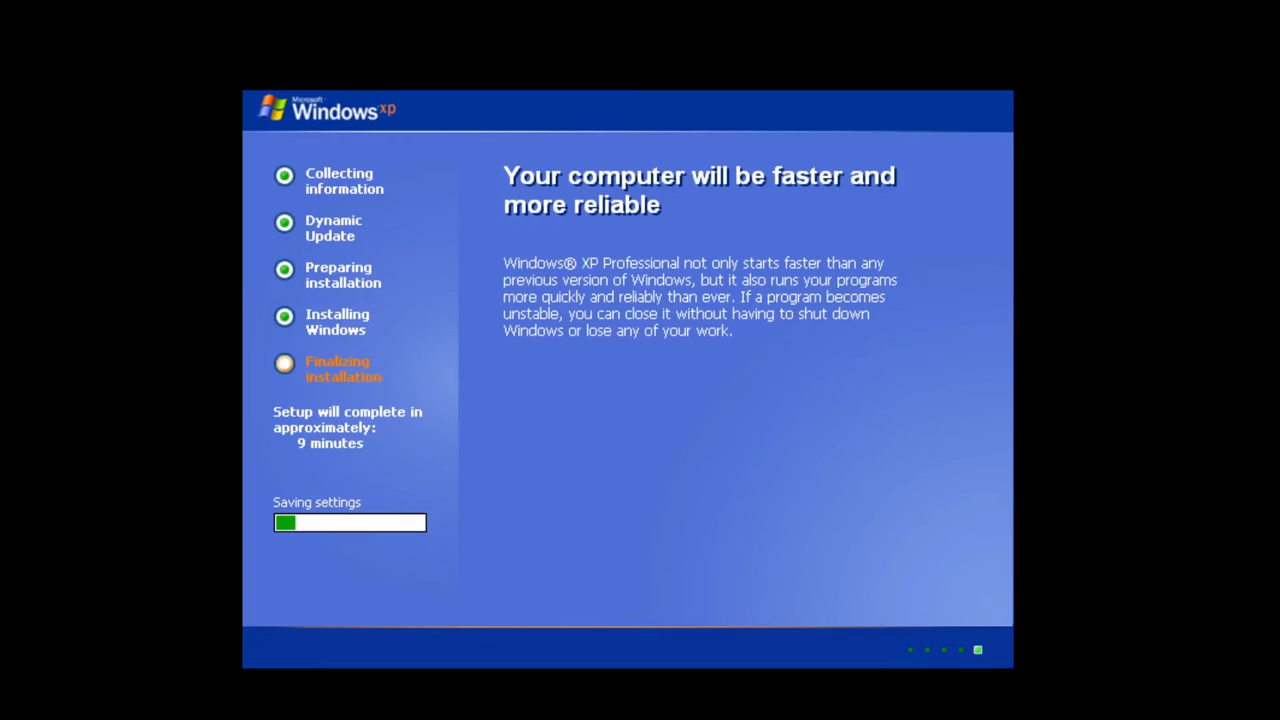 Microsoft
Windows xp
Collecting
information
Dynamic
Update
Preparing
installation
Installing
Windows
Finalizing
installation
Setup will complete in
approximately:
9 minutes
Saving settings
Your computer will be faster and
more reliable
Windows® XP Professional not only starts faster than any
previous version of Windows, but it also runs your programs
more quickly and reliably than ever. If a program becomes
unstable, you can close it without having to shut down
Windows or lose any of your work.